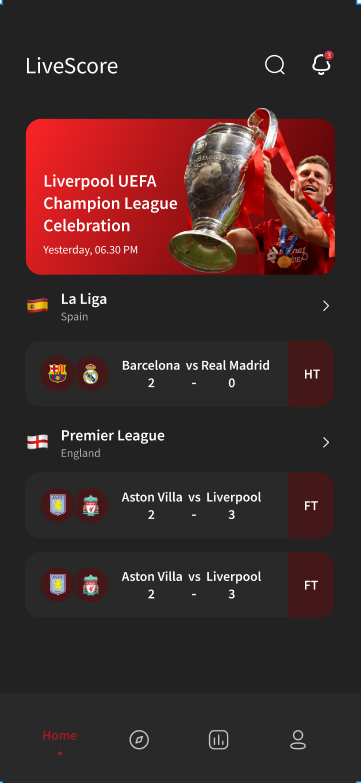 LiveScore
3
Liverpool UEFA
Champion League
Celebration
Yesterday, 06.30 PM
La Liga
Spain
Barcelona vs Real Madrid
2 - 0
HT
Premier League
England
Aston Villa vs Liverpool
2 - 3
FT
Aston Villa vs Liverpool
2 - 3
FT
Home